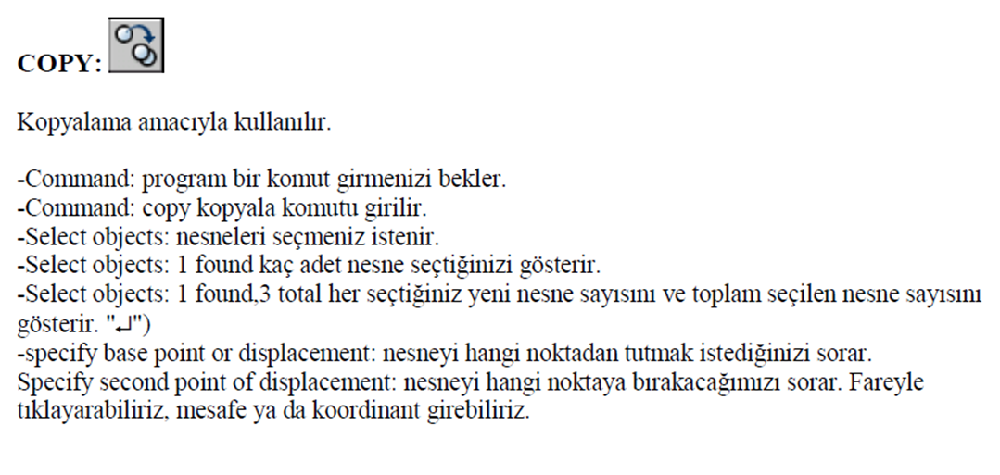 COPY:
Kopyalama amacıyla kullanılır.
-Command: program bir komut girmenizi bekler.
-Command: copy kopyala komutu girilir.
-Select objects: nesneleri seçmeniz istenir.
-Select objects: 1 found kaç adet nesne seçtiğinizi gösterir.
-Select objects: 1 found,3 total her seçtiğiniz yeni nesne sayısını ve toplam seçilen nesne sayısını
gösterir. "↵")
-specify base point or displacement: nesneyi hangi noktadan tutmak istediğinizi sorar.
Specify second point of displacement: nesneyi hangi noktaya bırakacağımızı sorar. Fareyle
tıklayarabiliriz, mesafe ya da koordinant girebiliriz.